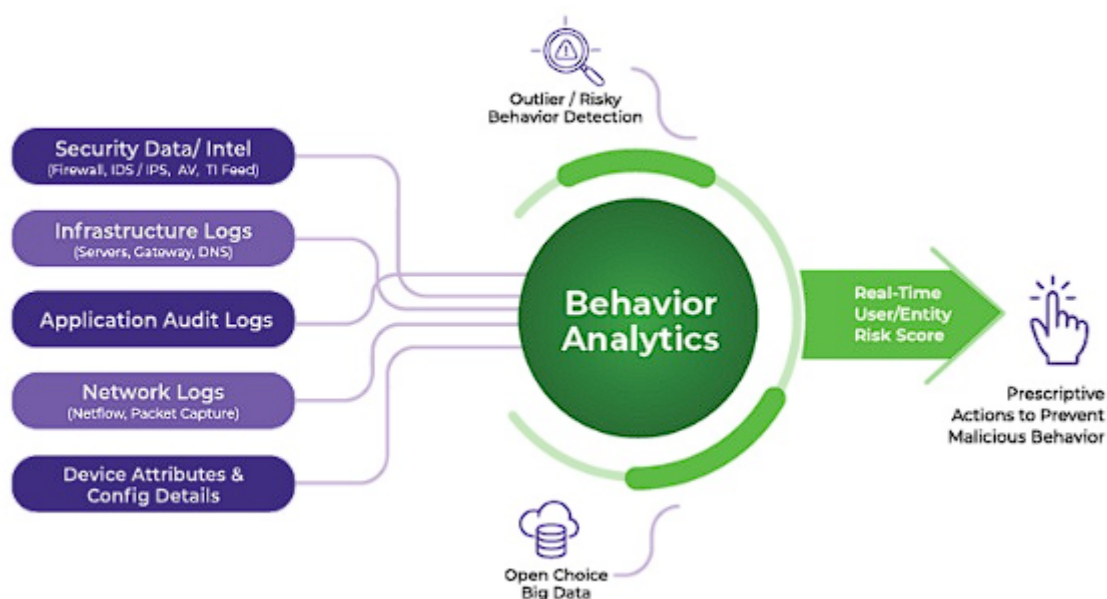 Outlier / Risky
Behavior Detection
Security Data/ Intel
(Firewall, IDS / IPS, AV, TI Feed)
Infrastructure Logs
(Servers, Gateway, DNS)
Application Audit Logs
Network Logs
(Netflow, Packet Capture)
Device Attributes &
Config Details
Behavior
Analytics
Real-Time
User/Entity
Risk Score
Prescriptive
Actions to Prevent
Malicious Behavior
Open Choice
Big Data